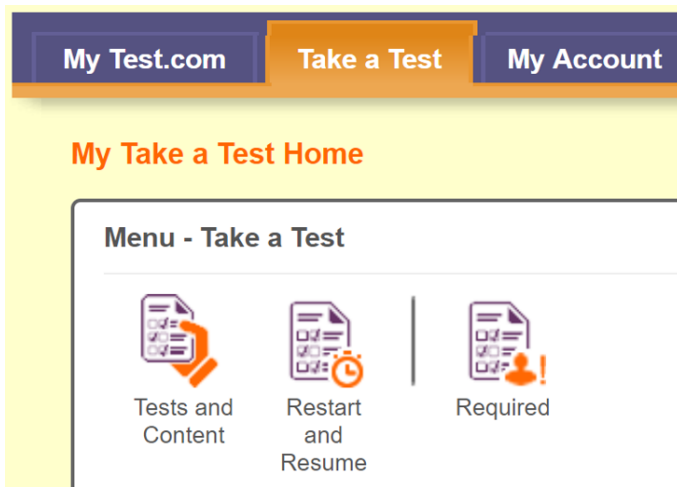 My Test.com Take a Test My Account
My Take a Test Home
Menu - Take a Test
Tests and
Content
Restart
and
Resume
Required